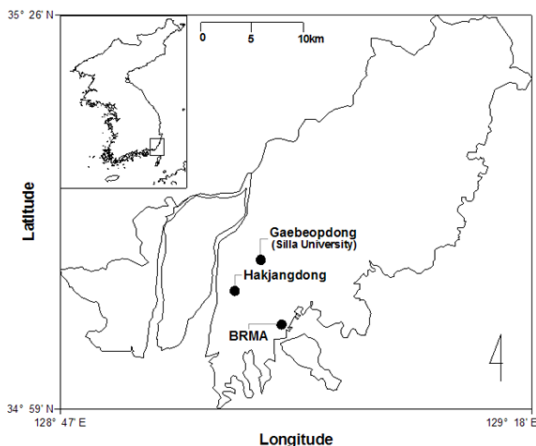 35° 26' N
0 5 10km
Latitude
Gaebeopdong
(Silla University)
Hakjangdong
BRMA
34° 59'
128° 47' E
129° 18' E
Longitude